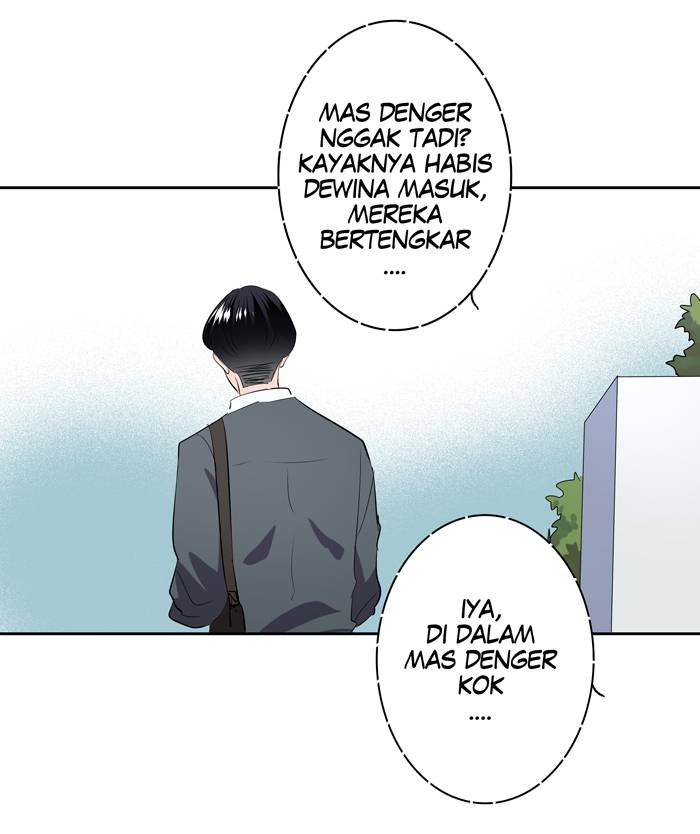 MAS DENGER
NGGAK TADI?
KAYAKNYA HABIS
DEWINA MASUK,
MEREKA
BERTENGKAR
....
IYA,
DI DALAM
MAS DENGER
KOK
....